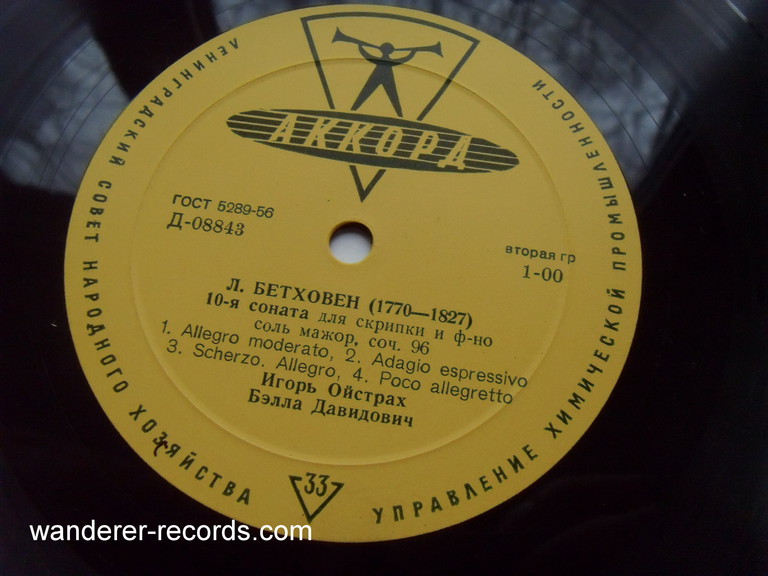 ЛЕНИНГРАДСКИЙ СОВЕТ НАРОДНОГО ХОЗЯЙСТВА
УПРАВЛЕНИЕ ХИМИЧЕСКОЙ ПРОМЫШЛЕННОСТИ
АККОРД
ГОСТ 5289-56
Д-08843
вторая гр
1-00
Л. БЕТХОВЕН (1770—1827)
10-я соната для скрипки и ф-но
соль мажор, соч. 96
1. Allegro moderato, 2. Adagio espressivo
3. Scherzo. Allegro, 4. Poco allegretto
Игорь Ойстрах
Бэлла Давидович
33
wanderer-records.com